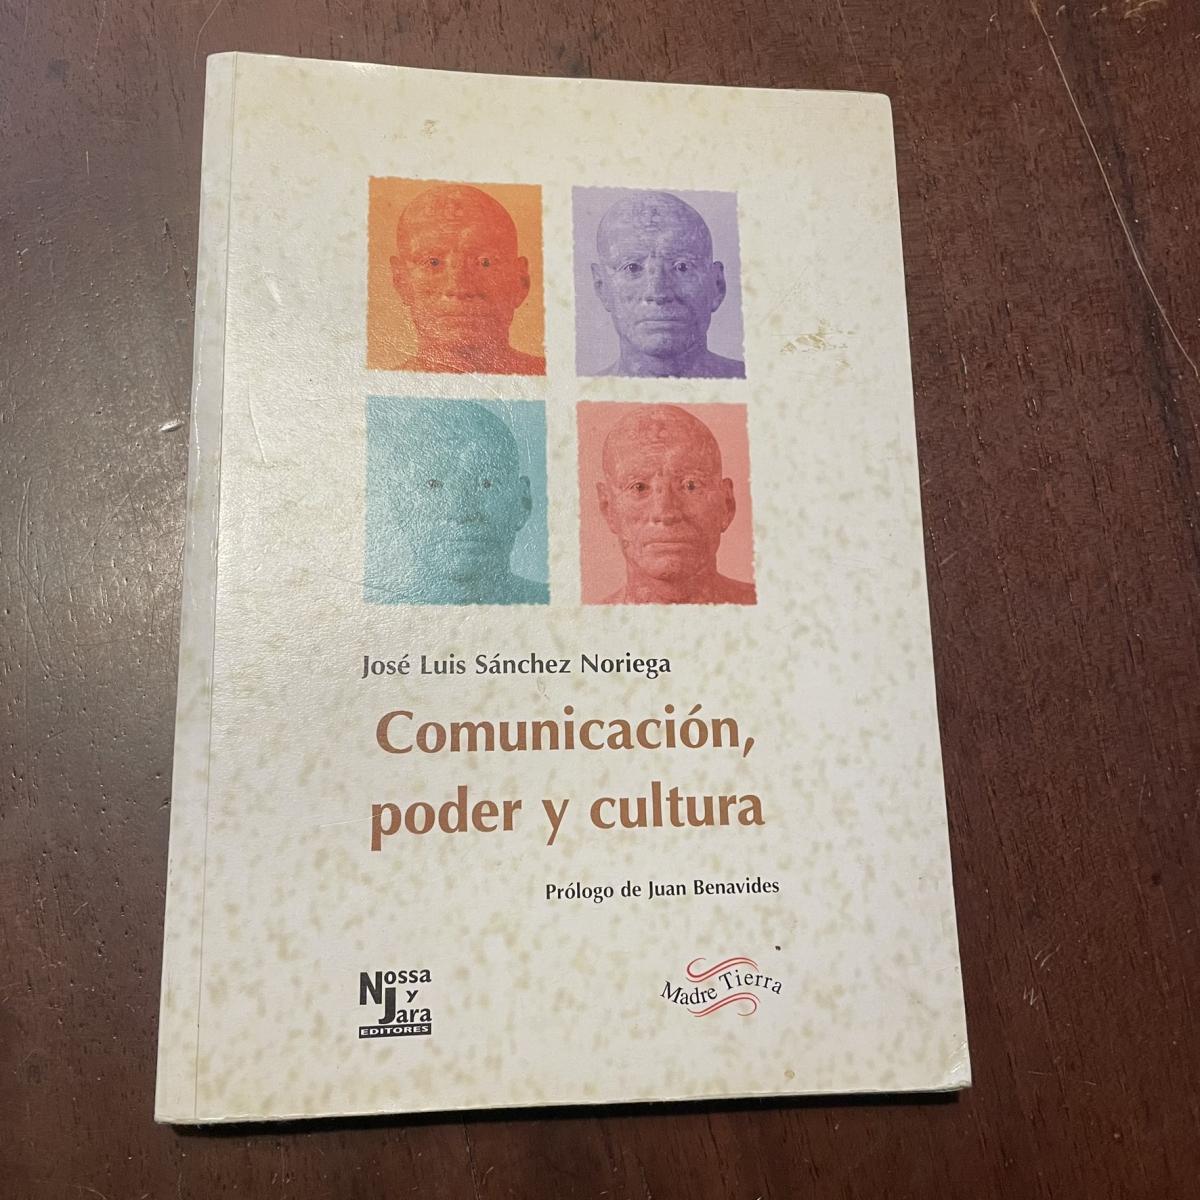 José Luis Sánchez Noriega
Comunicación,
poder y cultura
Prólogo de Juan Benavides
Nossa
y
Jara
EDITORES
Madre Tierra